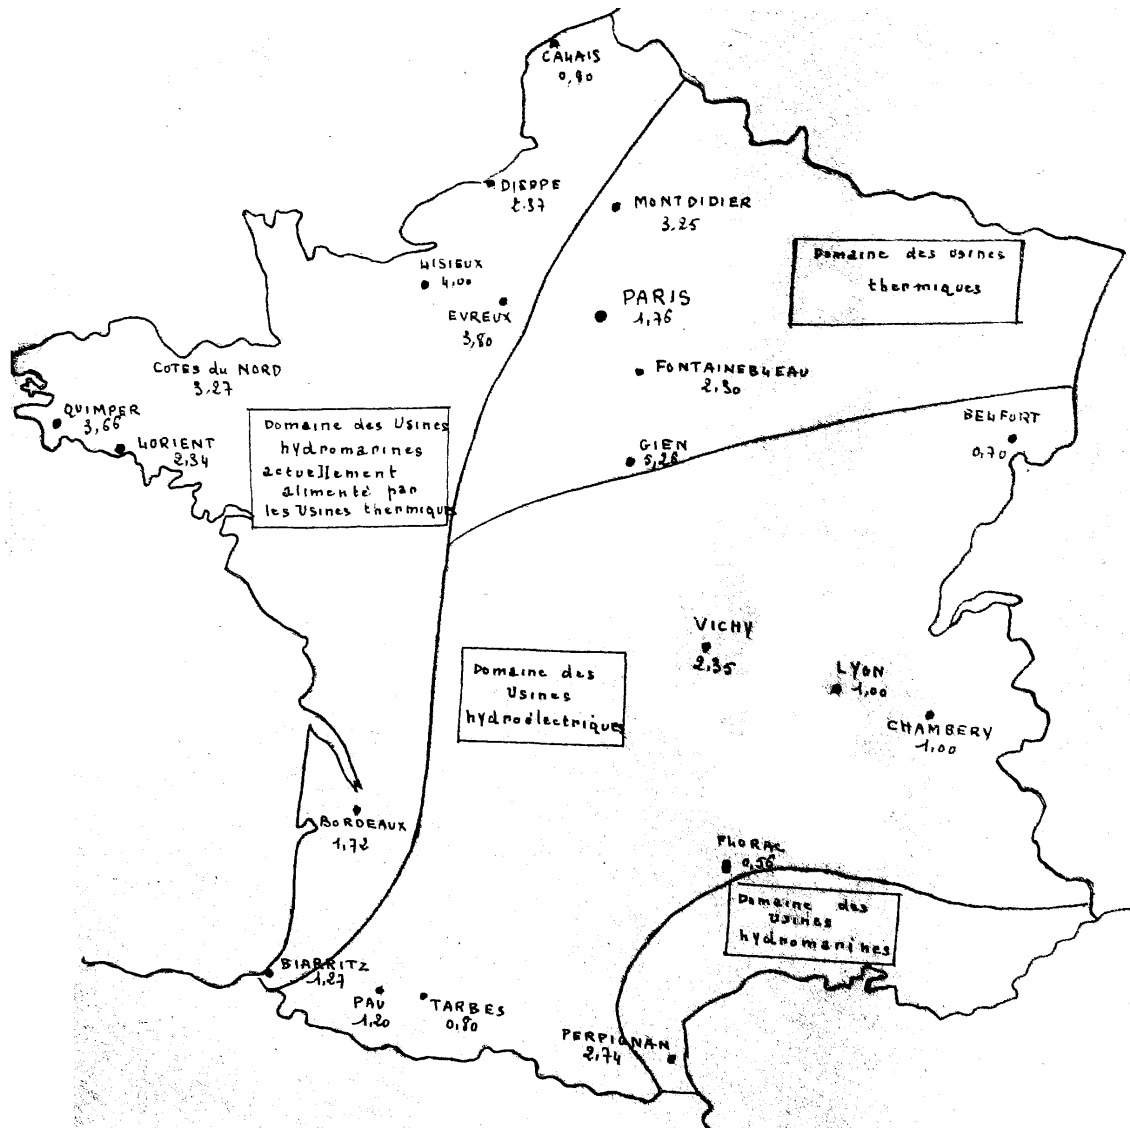 CALAIS
DIEPPE
MONTDIDIER
3,25
Domaine des Usines
thermiques
LISIEUX
4,00
PARIS
1,76
EVREUX
3,80
COTES du NORD
3.27
FONTAINEBLEAU
2,30
QUIMPER
3,66
LORIENT
2,34
Domaine des Usines
hydromarines
actuellement
alimenté par
les Usines thermiques
BELFORT
0,70
GIEN
5,28
VICHY
2,35
LYON
1,00
CHAMBERY
1,00
Domaine des
Usines
hydroélectriques
BORDEAUX
1,72
FLORAC
0,56
Domaine des
Usines
hydromarines
BIARRITZ
1,27
PAU
1,20
TARBES
0,80
PERPIGNAN
2,74